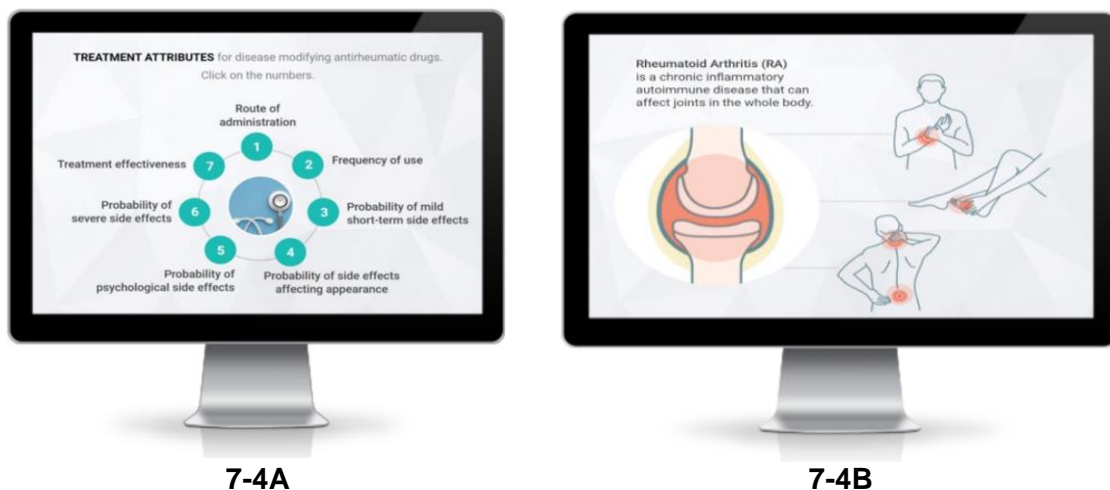 TREATMENT ATTRIBUTES for disease modifying antirheumatic drugs.
Click on the numbers.
Route of
administration
1
2
Frequency of use
3
Probability of mild
short-term side effects
4
Probability of side effects
affecting appearance
5
Probability of
psychological side effects
6
Probability of
severe side effects
7
Treatment effectiveness
7-4A
Rheumatoid Arthritis (RA)
is a chronic inflammatory
autoimmune disease that can
affect joints in the whole body.
7-4B